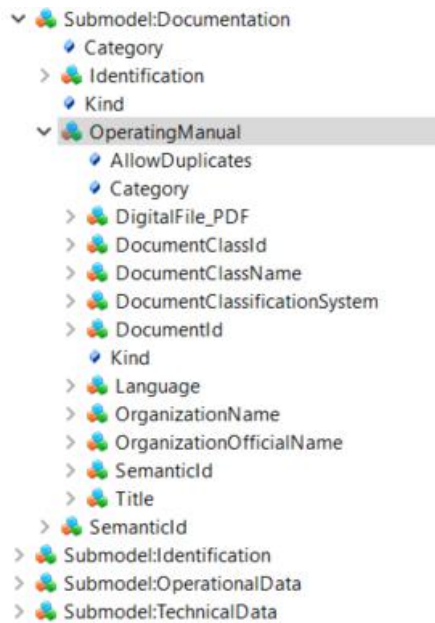 Submodel:Documentation
Category
Identification
Kind
OperatingManual
AllowDuplicates
Category
DigitalFile_PDF
DocumentClassId
DocumentClassName
DocumentClassificationSystem
DocumentId
Kind
Language
OrganizationName
OrganizationOfficialName
SemanticId
Title
SemanticId
Submodel:Identification
Submodel:OperationalData
Submodel:TechnicalData